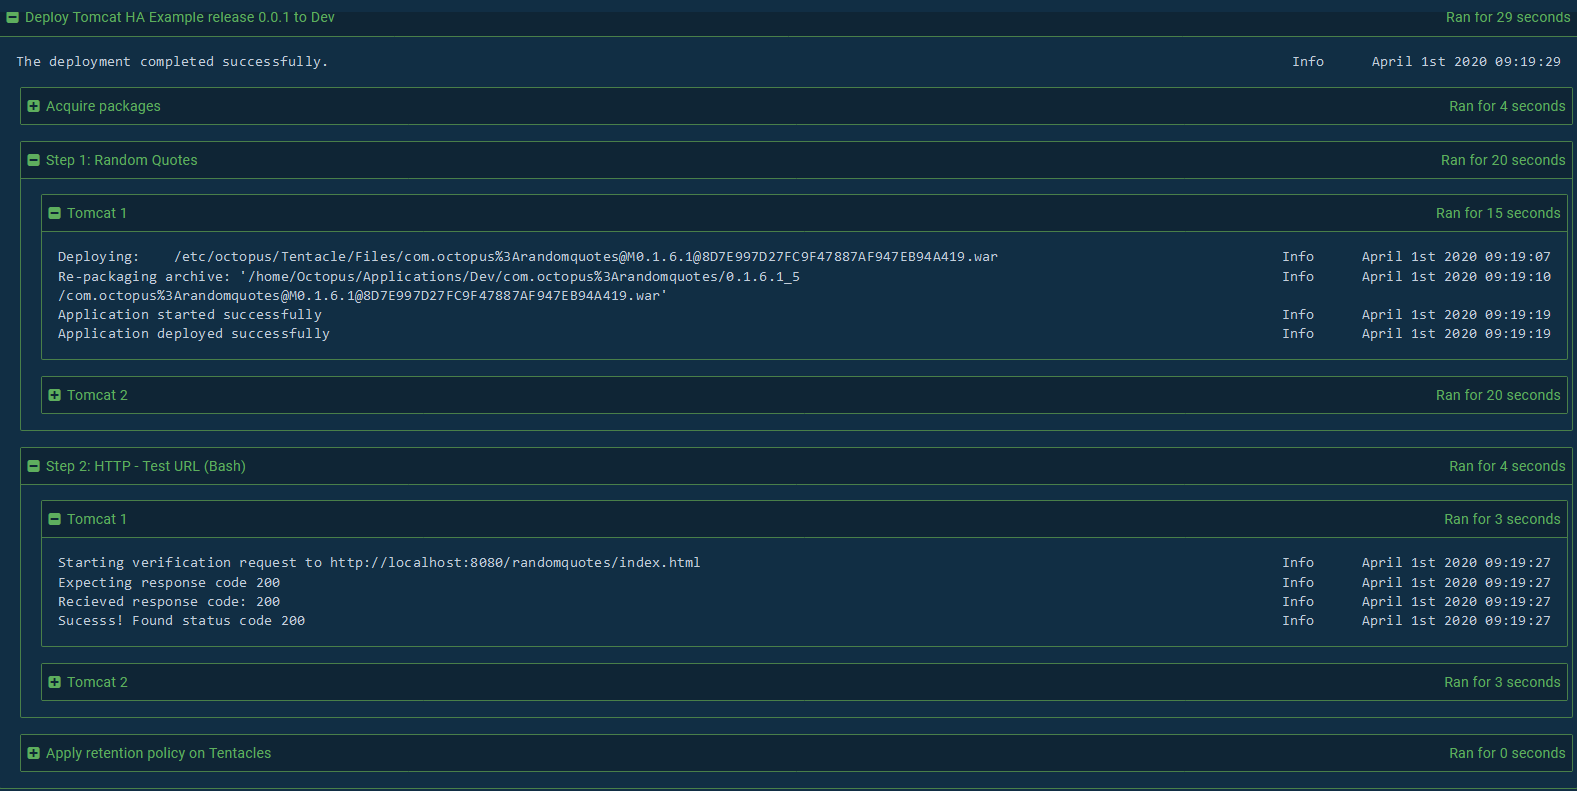 Deploy Tomcat HA Example release 0.0.1 to Dev Ran for 29 seconds
The deployment completed successfully. Info April 1st 2020 09:19:29
Acquire packages Ran for 4 seconds
Step 1: Random Quotes Ran for 20 seconds
Tomcat 1 Ran for 15 seconds
Deploying: /etc/octopus/Tentacle/Files/com.octopus%3Arandomquotes@M0.1.6.1@8D7E997D27FC9F47887AF947EB94A419.war Info April 1st 2020 09:19:07
Re-packaging archive: '/home/Octopus/Applications/Dev/com.octopus%3Arandomquotes/0.1.6.1_5 Info April 1st 2020 09:19:10
/com.octopus%3Arandomquotes@M0.1.6.1@8D7E997D27FC9F47887AF947EB94A419.war'
Application started successfully Info April 1st 2020 09:19:19
Application deployed successfully Info April 1st 2020 09:19:19
Tomcat 2 Ran for 20 seconds
Step 2: HTTP - Test URL (Bash) Ran for 4 seconds
Tomcat 1 Ran for 3 seconds
Starting verification request to http://localhost:8080/randomquotes/index.html Info April 1st 2020 09:19:27
Expecting response code 200 Info April 1st 2020 09:19:27
Recieved response code: 200 Info April 1st 2020 09:19:27
Sucesss! Found status code 200 Info April 1st 2020 09:19:27
Tomcat 2 Ran for 3 seconds
Apply retention policy on Tentacles Ran for 0 seconds